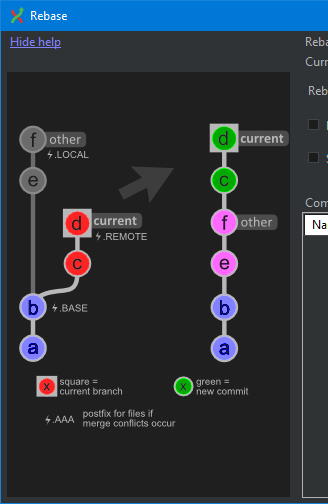 Rebase
Hide help
Reba
Curr
Reb
f other
⚡.LOCAL
e
d current
⚡.REMOTE
c
b ⚡.BASE
a
d current
c
f other
e
b
a
Com
Na
x square =
current branch
x green =
new commit
⚡.AAA postfix for files if
merge conflicts occur